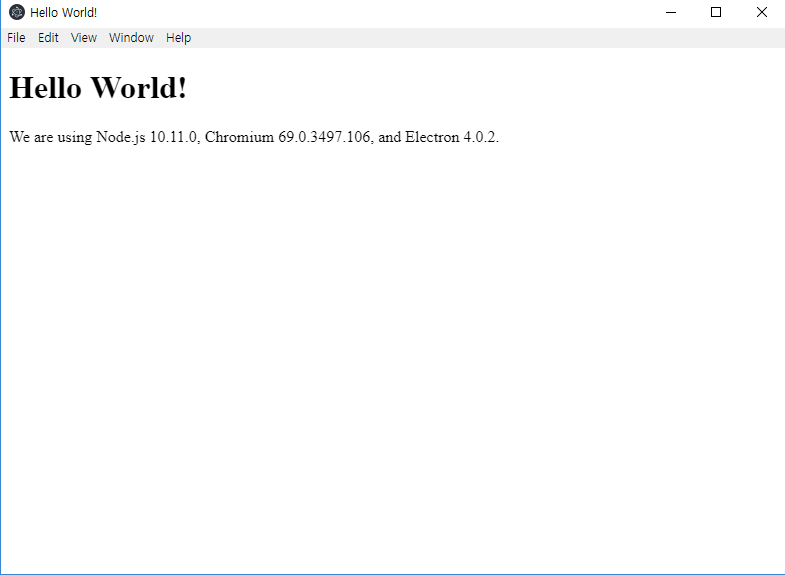 Hello World!
File Edit View Window Help
Hello World!
We are using Node.js 10.11.0, Chromium 69.0.3497.106, and Electron 4.0.2.